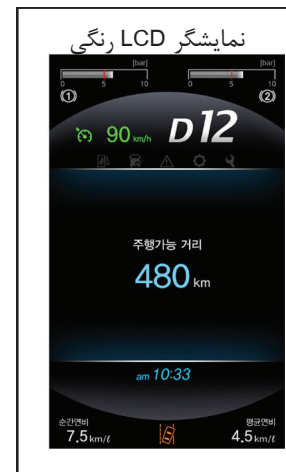 نمایشگر LCD رنگی
[bar] [bar]
0 5 10 0 5 10
(1) (2)
90 km/h D12
주행가능 거리
480 km
am 10:33
순간연비 평균연비
7.5 km/ℓ 4.5 km/ℓ